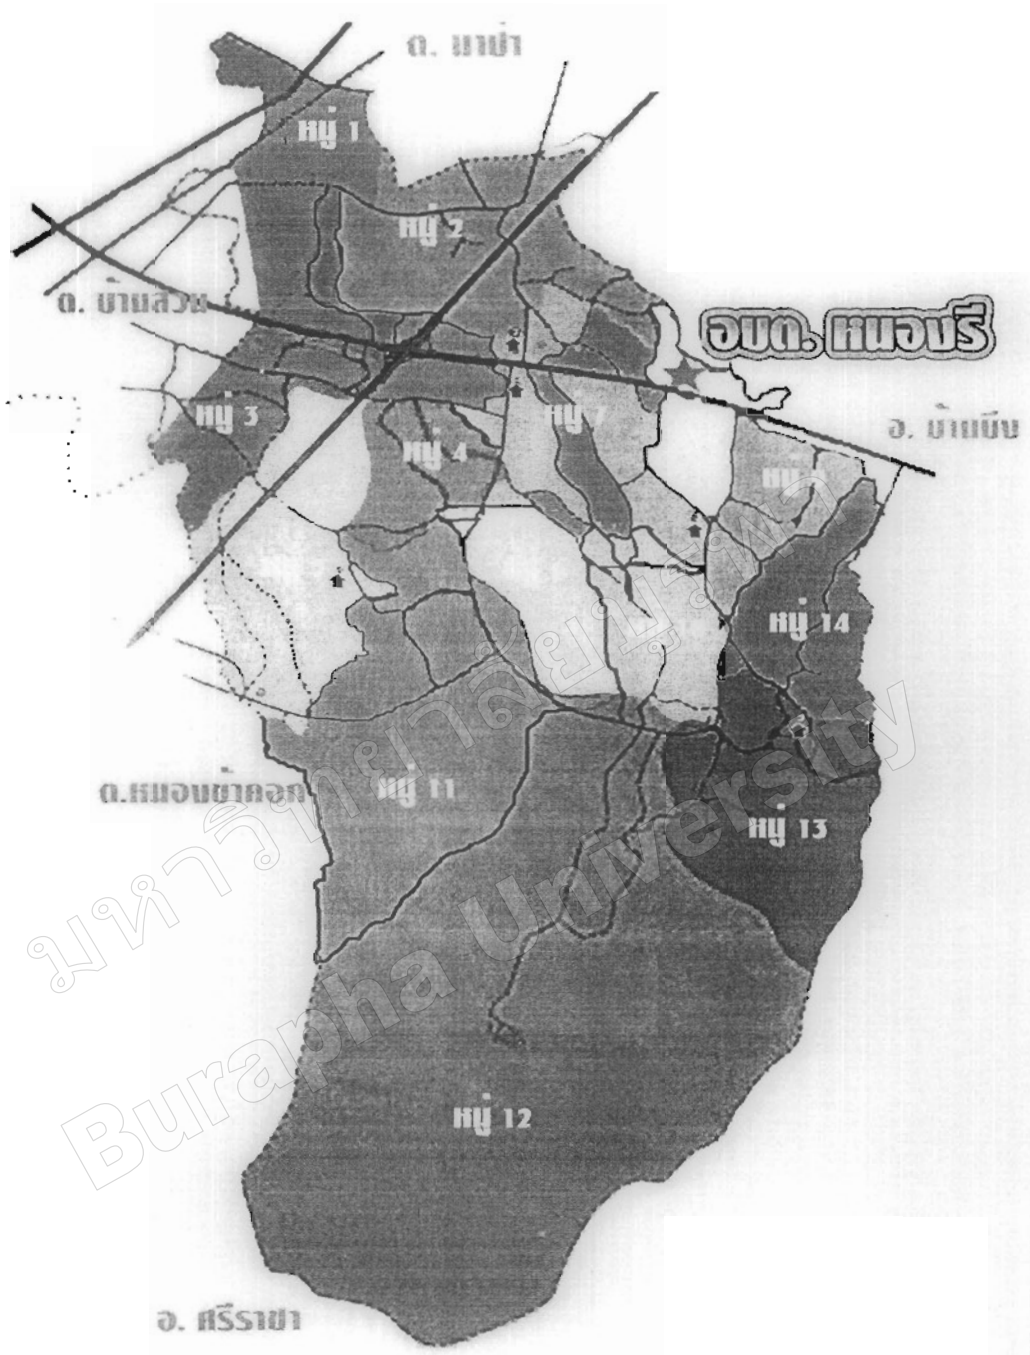 ต. นาป่า
หมู่ 1
หมู่ 2
ต. บ้านสวน
อบต. หนองรี
หมู่ 3
หมู่ 7
อ. บ้านบึง
หมู่ 4
หมู่
หมู่ 14
ต.หนองข้างคอก
หมู่ 11
หมู่ 13
หมู่ 12
อ. ศรีราชา
มหาวิทยาลัยบูรพา
Burapha University